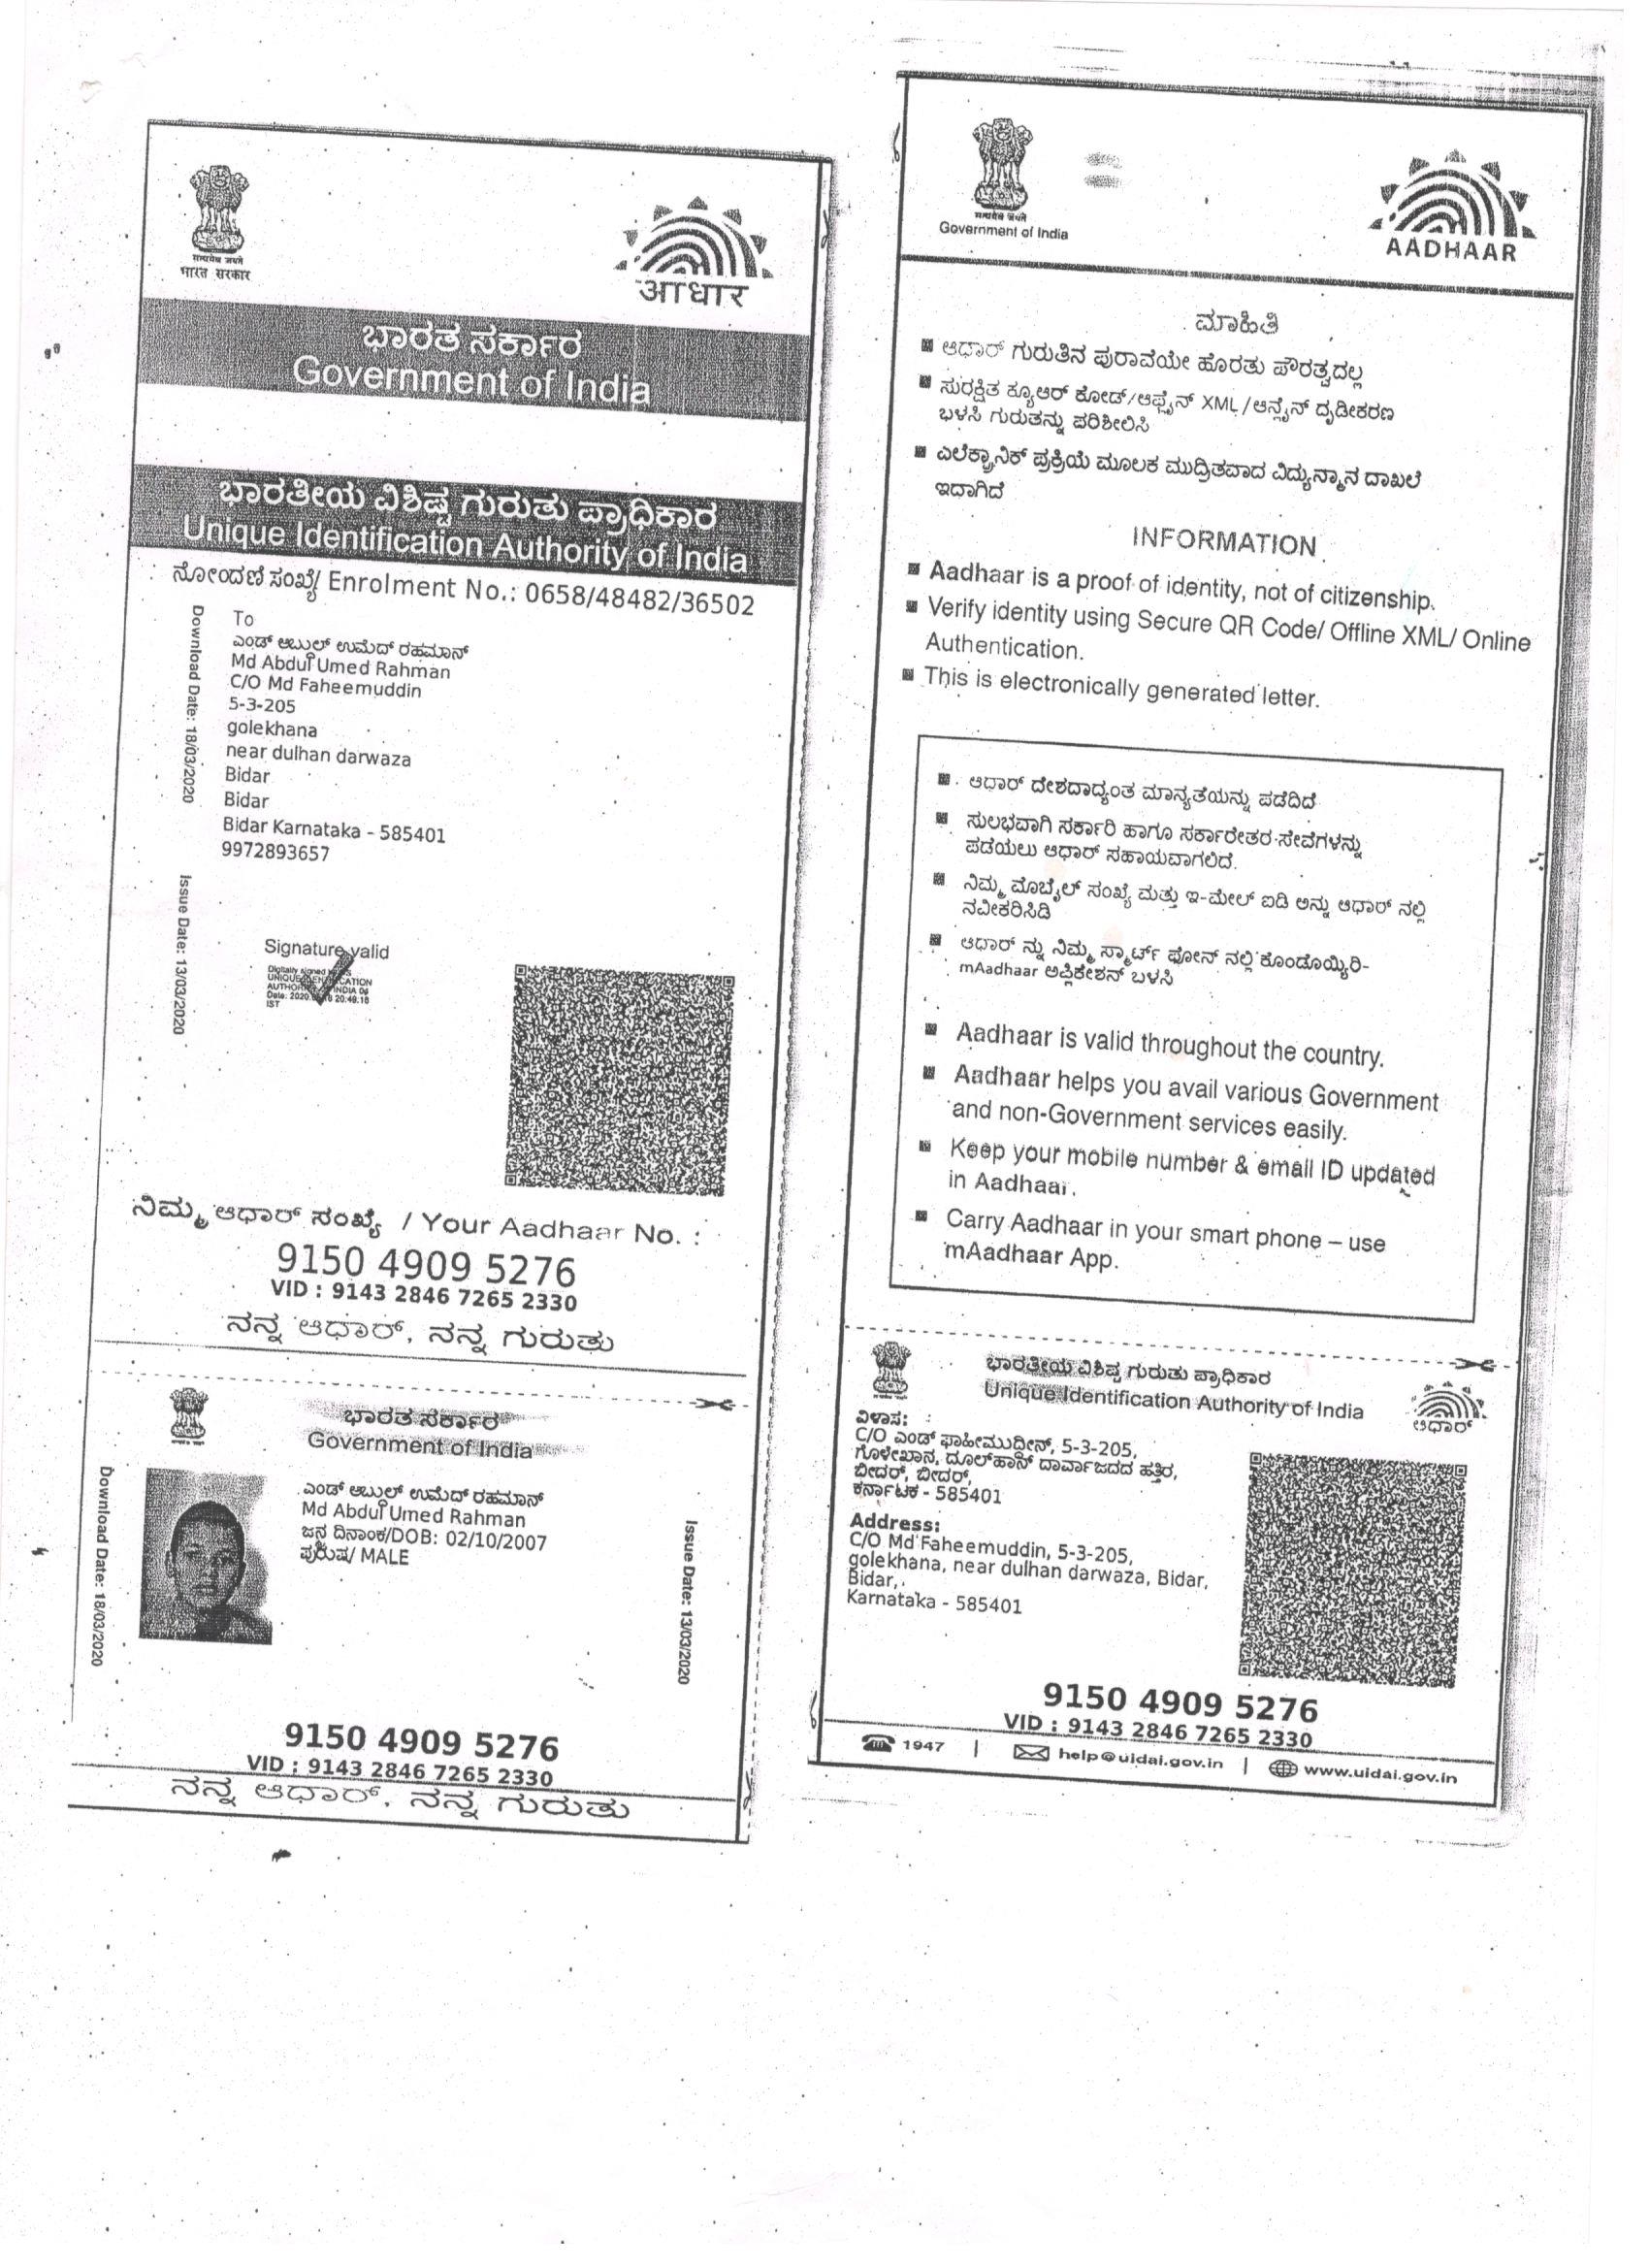 सत्यमेव जयते
भारत सरकार
आधार
ಭಾರತ ಸರ್ಕಾರ
Government of India
ಭಾರತೀಯ ವಿಶಿಷ್ಟ ಗುರುತು ಪ್ರಾಧಿಕಾರ
Unique Identification Authority of India
ನೋಂದಣಿ ಸಂಖ್ಯೆ/ Enrolment No.: 0658/48482/36502
Download Date: 18/03/2020
To
ಎಂಡ್ ಅಬ್ದುಲ್ ಉಮೆದ್ ರಹಮಾನ್
Md Abdul Umed Rahman
C/O Md Faheemuddin
5-3-205
golekhana
near dulhan darwaza
Bidar
Bidar
Bidar Karnataka - 585401
9972893657
Issue Date: 13/03/2020
Signature valid
Digitally signed
UNIQUE
AUTHO INDIA 04
Date: 2020 20:49:18
IST
ನಿಮ್ಮ ಆಧಾರ್ ಸಂಖ್ಯೆ / Your Aadhaar No. :
9150 4909 5276
VID : 9143 2846 7265 2330
ನನ್ನ ಆಧಾರ್, ನನ್ನ ಗುರುತು
ಭಾರತ ಸರ್ಕಾರ
Government of India
Download Date: 18/03/2020
ಎಂಡ್ ಅಬ್ದುಲ್ ಉಮೆದ್ ರಹಮಾನ್
Md Abdul Umed Rahman
ಜನ್ಮ ದಿನಾಂಕ/DOB: 02/10/2007
ಪುರುಷ/ MALE
Issue Date: 13/03/2020
9150 4909 5276
VID : 9143 2846 7265 2330
ನನ್ನ ಆಧಾರ್, ನನ್ನ ಗುರುತು
सत्यमेव जयते
Government of India
AADHAAR
ಮಾಹಿತಿ
ಆಧಾರ್ ಗುರುತಿನ ಪುರಾವೆಯೇ ಹೊರತು ಪೌರತ್ವದಲ್ಲ
ಸುರಕ್ಷಿತ ಕ್ಯೂಆರ್ ಕೋಡ್/ಆಫ್ಲೈನ್ XML/ಆನ್ಲೈನ್ ದೃಡೀಕರಣ
ಬಳಸಿ ಗುರುತನ್ನು ಪರಿಶೀಲಿಸಿ
ಎಲೆಕ್ಟ್ರಾನಿಕ್ ಪ್ರಕ್ರಿಯೆ ಮೂಲಕ ಮುದ್ರಿತವಾದ ವಿದ್ಯುನ್ಮಾನ ದಾಖಲೆ
ಇದಾಗಿದೆ
INFORMATION
Aadhaar is a proof of identity, not of citizenship.
Verify identity using Secure QR Code/ Offline XML/ Online
Authentication.
This is electronically generated letter.
ಆಧಾರ್ ದೇಶದಾದ್ಯಂತ ಮಾನ್ಯತೆಯನ್ನು ಪಡೆದಿದೆ
ಸುಲಭವಾಗಿ ಸರ್ಕಾರಿ ಹಾಗೂ ಸರ್ಕಾರೇತರ ಸೇವೆಗಳನ್ನು
ಪಡೆಯಲು ಆಧಾರ್ ಸಹಾಯವಾಗಲಿದೆ.
ನಿಮ್ಮ ಮೊಬೈಲ್ ಸಂಖ್ಯೆ ಮತ್ತು ಇ-ಮೇಲ್ ಐಡಿ ಅನ್ನು ಆಧಾರ್ ನಲ್ಲಿ
ನವೀಕರಿಸಿಡಿ
ಆಧಾರ್ ನ್ನು ನಿಮ್ಮ ಸ್ಮಾರ್ಟ್ ಫೋನ್ ನಲ್ಲಿ ಕೊಂಡೊಯ್ಯಿರಿ-
mAadhaar ಅಪ್ಲಿಕೇಶನ್ ಬಳಸಿ
Aadhaar is valid throughout the country.
Aadhaar helps you avail various Government
and non-Government services easily.
Keep your mobile number & email ID updated
in Aadhaar.
Carry Aadhaar in your smart phone – use
mAadhaar App.
ಭಾರತೀಯ ವಿಶಿಷ್ಟ ಗುರುತು ಪ್ರಾಧಿಕಾರ
Unique Identification Authority of India
ಆಧಾರ್
ವಿಳಾಸ:
C/O ಎಂಡ್ ಫಾಹೀಮುದ್ದೀನ್, 5-3-205,
ಗೊಳೇಖಾನ, ದೂಲ್ಹಾನ್ ದಾರ್ವಾಜದದ ಹತ್ತಿರ,
ಬೀದರ್, ಬೀದರ್,
ಕರ್ನಾಟಕ - 585401
Address:
C/O Md Faheemuddin, 5-3-205,
golekhana, near dulhan darwaza, Bidar,
Bidar,
Karnataka - 585401
9150 4909 5276
VID : 9143 2846 7265 2330
1947 | help@uidai.gov.in | www.uidai.gov.in